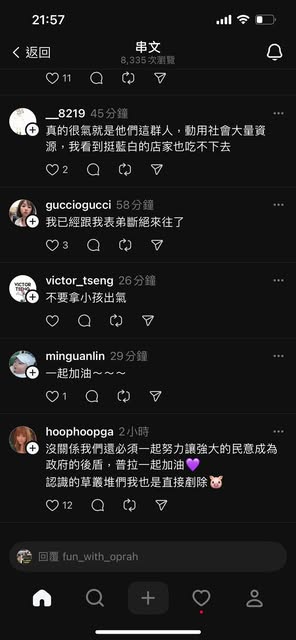 21:57
返回
串文
8,335次瀏覽
11
__8219 45分鐘
真的很氣就是他們這群人，動用社會大量資
源，我看到挺藍白的店家也吃不下去
2
gucciogucci 58分鐘
我已經跟我表弟斷絕來往了
3
VICTOR
TSENG
victor_tseng 26分鐘
不要拿小孩出氣
minguanlin 29分鐘
一起加油～～～
1
hoophoopga 2小時
沒關係我們還必須一起努力讓強大的民意成為
政府的後盾，普拉一起加油💜
認識的草叢堆們我也是直接剷除🐷
12
回覆 fun_with_oprah